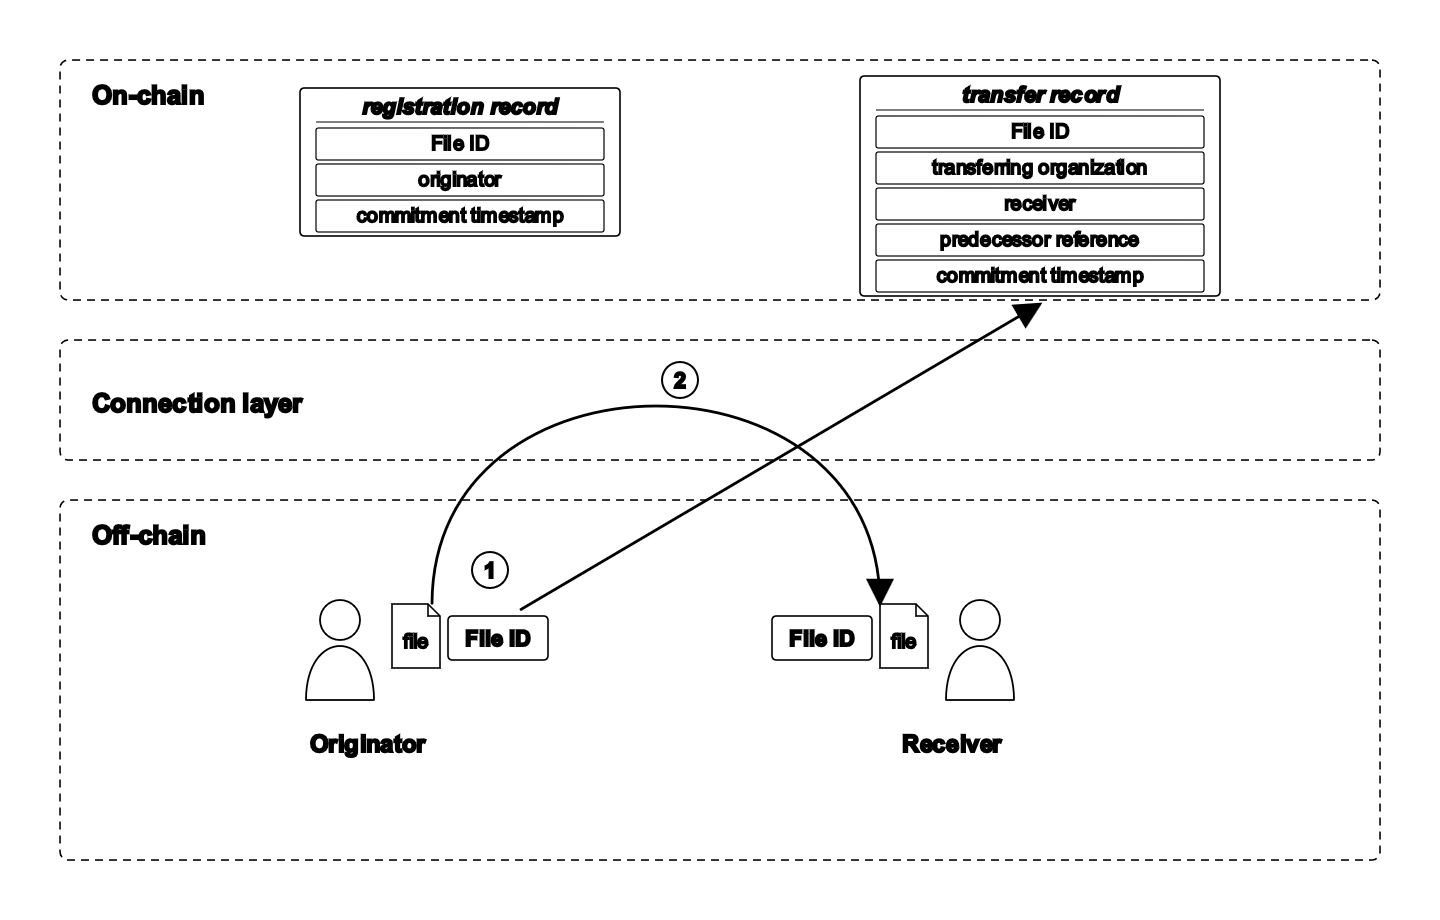 On-chain
registration record
File ID
originator
commitment timestamp
transfer record
File ID
transferring organization
receiver
predecessor reference
commitment timestamp
Connection layer
2
Off-chain
1
file
File ID
File ID
file
Originator
Receiver